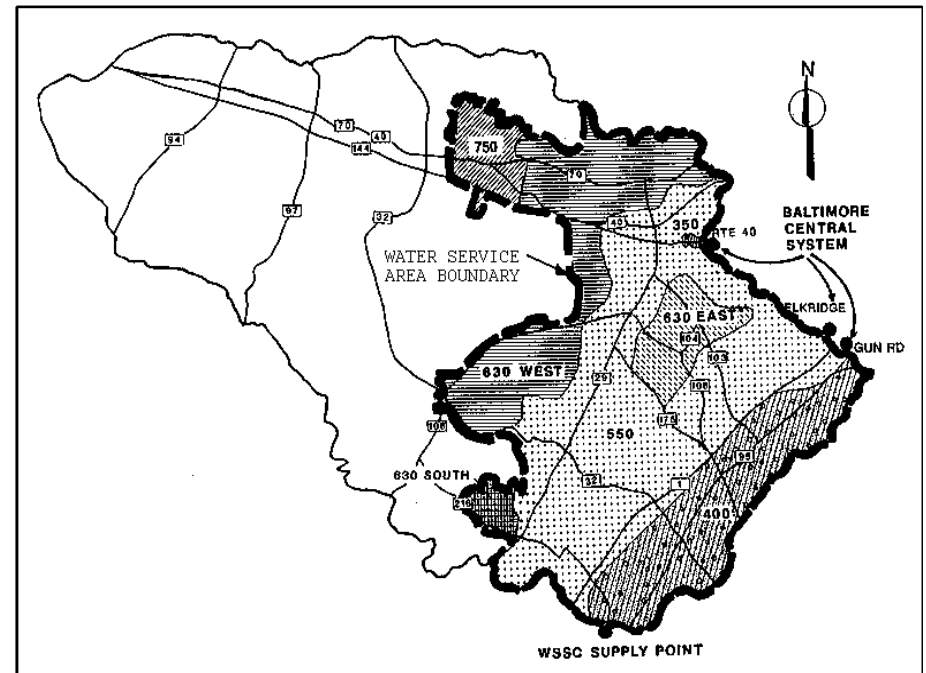 N
94
70
40
144
97
32
750
70
40
350
RTE 40
BALTIMORE
CENTRAL
SYSTEM
WATER SERVICE
AREA BOUNDARY
ELKRIDGE
GUN RD
630 EAST
104
103
630 WEST
29
108
108
175
550
630 SOUTH
216
32
1
95
400
WSSC SUPPLY POINT